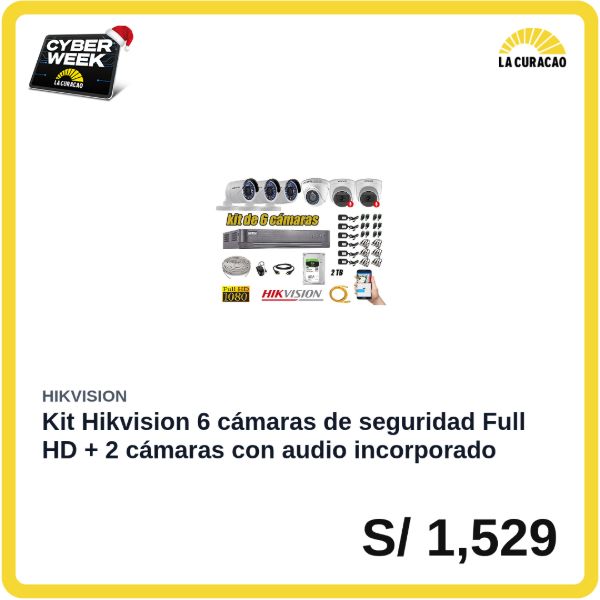 CYBER
WEEK
LA CURACAO
LA CURACAO
kit de 6 cámaras
2 TB
Full HD
1080
HIKVISION
HIKVISION
Kit Hikvision 6 cámaras de seguridad Full
HD + 2 cámaras con audio incorporado
S/ 1,529